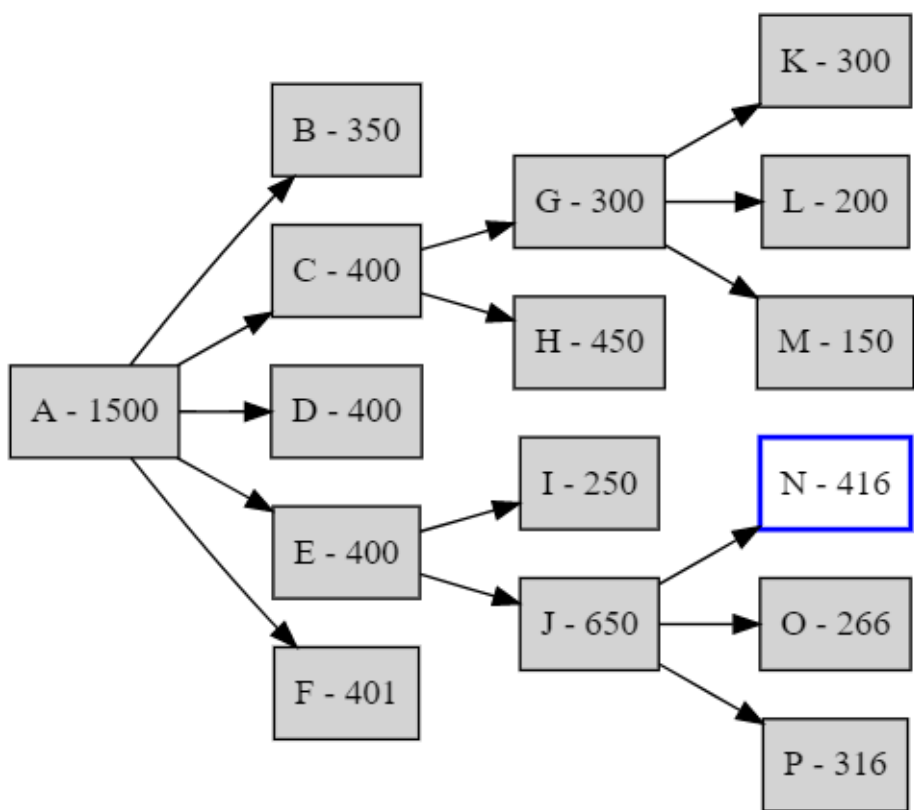 A - 1500
B - 350
C - 400
D - 400
E - 400
F - 401
G - 300
H - 450
I - 250
J - 650
K - 300
L - 200
M - 150
N - 416
O - 266
P - 316